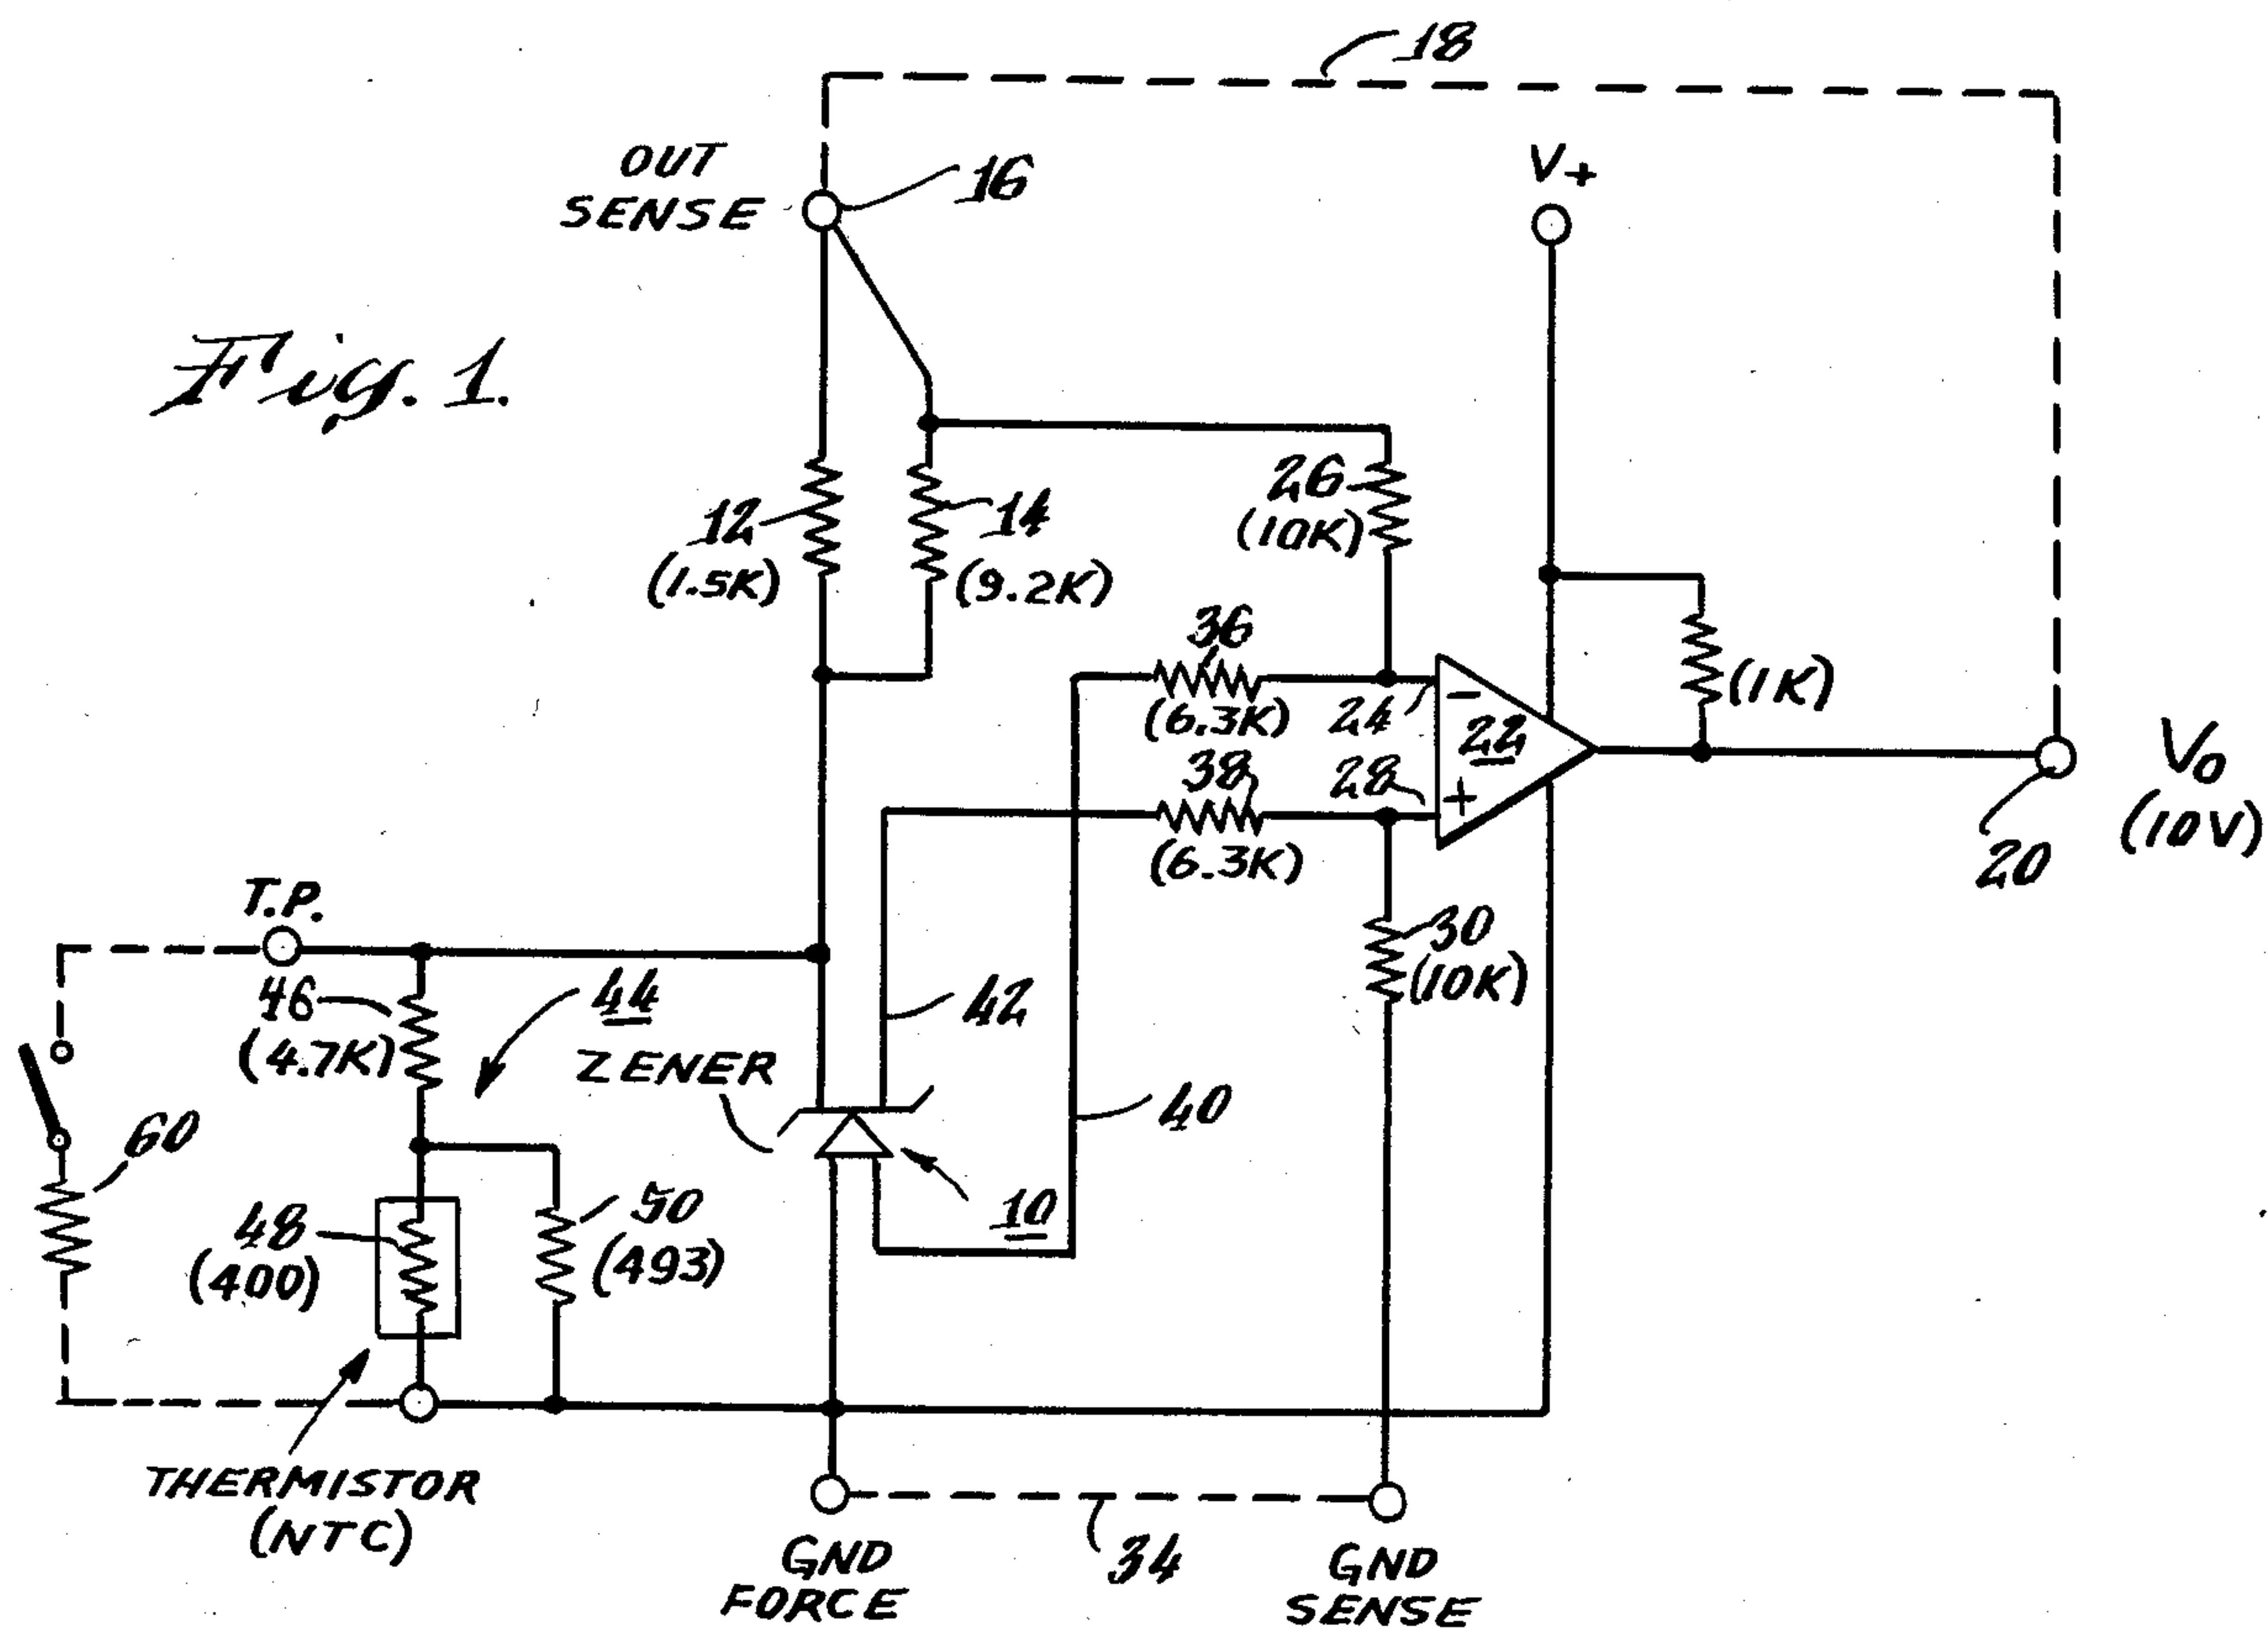 Fig. 1.
18
OUT
SENSE
16
V+
12
(1.5K)
14
(9.2K)
26
(10K)
36
(6.3K)
24
-
22
(1K)
38
(6.3K)
28
+
Vo
(10V)
20
T.P.
46
(4.7K)
44
42
30
(10K)
ZENER
40
60
10
48
(400)
50
(493)
THERMISTOR
(NTC)
GND
FORCE
34
GND
SENSE